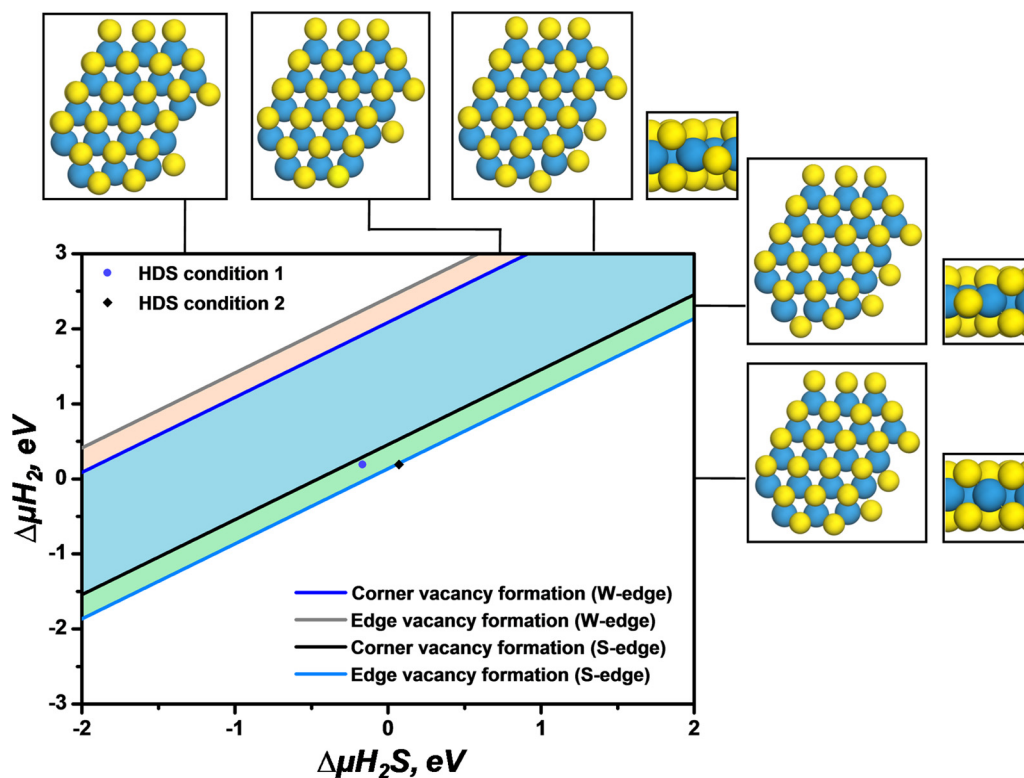 3
HDS condition 1
HDS condition 2
2
1
0
-1
-2
-3
ΔμH₂, eV
Corner vacancy formation (W-edge)
Edge vacancy formation (W-edge)
Corner vacancy formation (S-edge)
Edge vacancy formation (S-edge)
-2
-1
0
1
2
ΔμH₂S, eV